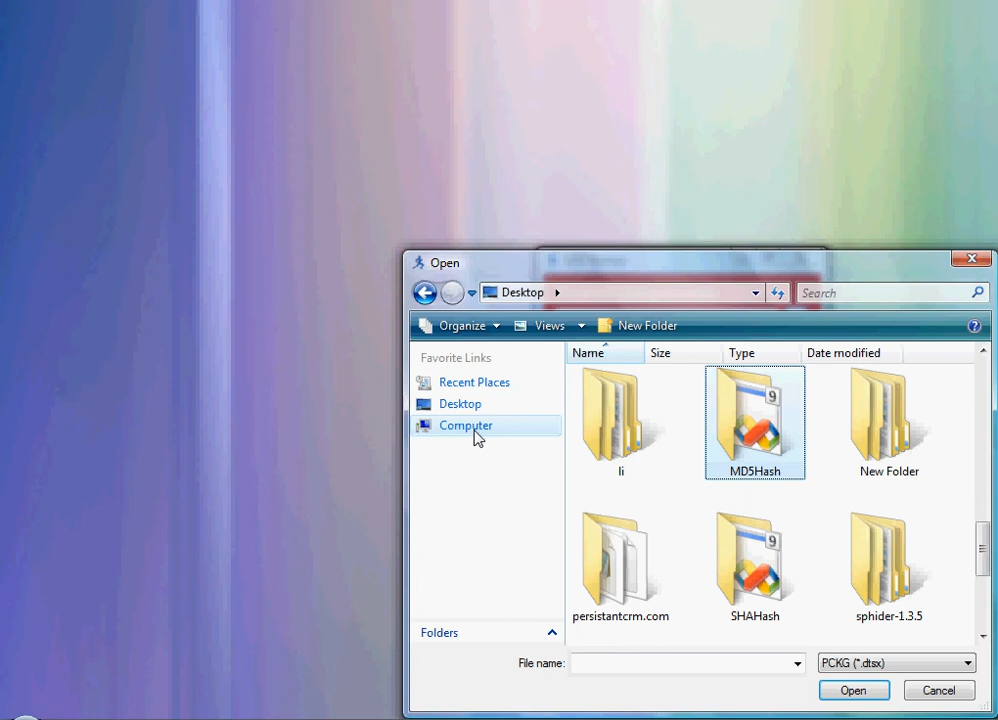 Open
Desktop
Search
Organize Views New Folder
Favorite Links
Recent Places
Desktop
Computer
Folders
Name Size Type Date modified
li MD5Hash New Folder
persistantcrm.com SHAHash sphider-1.3.5
File name: PCKG (*.dtsx)
Open Cancel